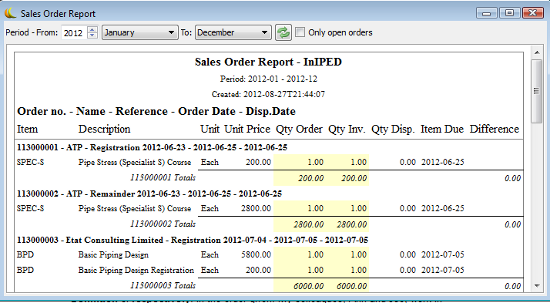 Sales Order Report
Period - From: 2012 January To: December Only open orders
Sales Order Report - InIPED
Period: 2012-01 - 2012-12
Created: 2012-08-27T21:44:07
Order no. - Name - Reference - Order Date - Disp.Date
Item Description Unit Unit Price Qty Order Qty Inv. Qty Disp. Item Due Difference
113000001 - ATP - Registration 2012-06-23 - 2012-06-25 - 2012-06-25
SPEC-S Pipe Stress (Specialist S) Course Each 200.00 1.00 1.00 0.00 2012-06-25
113000001 Totals 200.00 200.00 0.00
113000002 - ATP - Remainder 2012-06-23 - 2012-06-25 - 2012-06-25
SPEC-S Pipe Stress (Specialist S) Course Each 2800.00 1.00 1.00 0.00 2012-06-25
113000002 Totals 2800.00 2800.00 0.00
113000003 - Etat Consulting Limited - Registration 2012-07-04 - 2012-07-05 - 2012-07-05
BPD Basic Piping Design Each 5800.00 1.00 1.00 0.00 2012-07-05
BPD Basic Piping Design Registration Each 200.00 1.00 1.00 0.00 2012-07-05
113000003 Totals 6000.00 6000.00 0.00